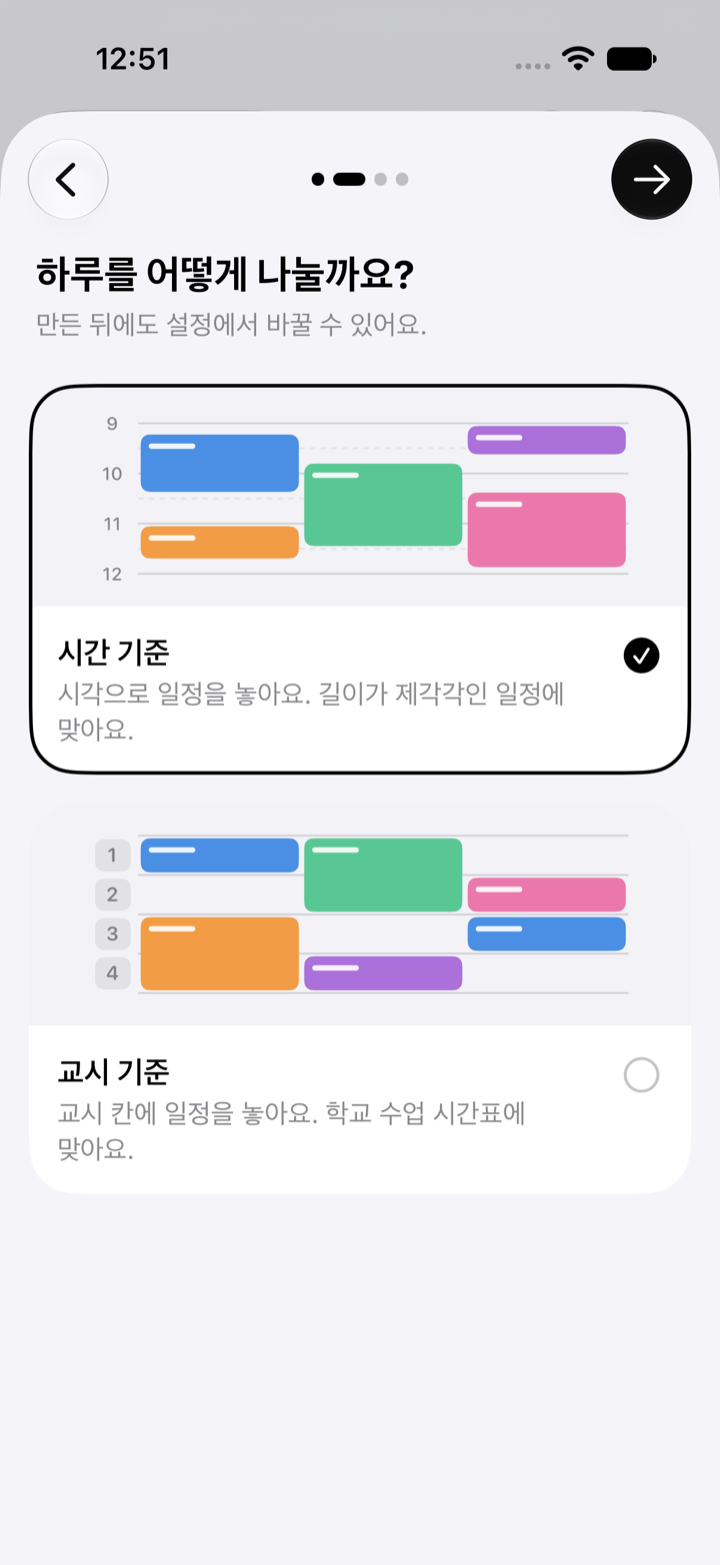 12:51
하루를 어떻게 나눌까요?
만든 뒤에도 설정에서 바꿀 수 있어요.
9
10
11
12
시간 기준
시각으로 일정을 놓아요. 길이가 제각각인 일정에
맞아요.
1
2
3
4
교시 기준
교시 칸에 일정을 놓아요. 학교 수업 시간표에
맞아요.